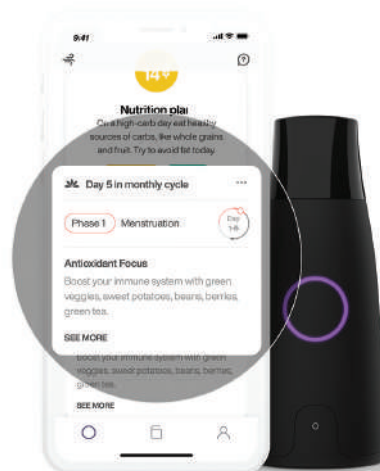 9:41
14
Nutrition plan
On a high-carb day eat healthy
sources of carbs, like whole grains
and fruit. Try to avoid fat today.
Day 5 in monthly cycle
Phase 1 Menstruation
Day
1-5
Antioxidant Focus
Boost your immune system with green
veggies, sweet potatoes, beans, berries,
green tea.
SEE MORE
Boost your immune system with green
veggies, sweet potatoes, beans, berries,
green tea.
SEE MORE